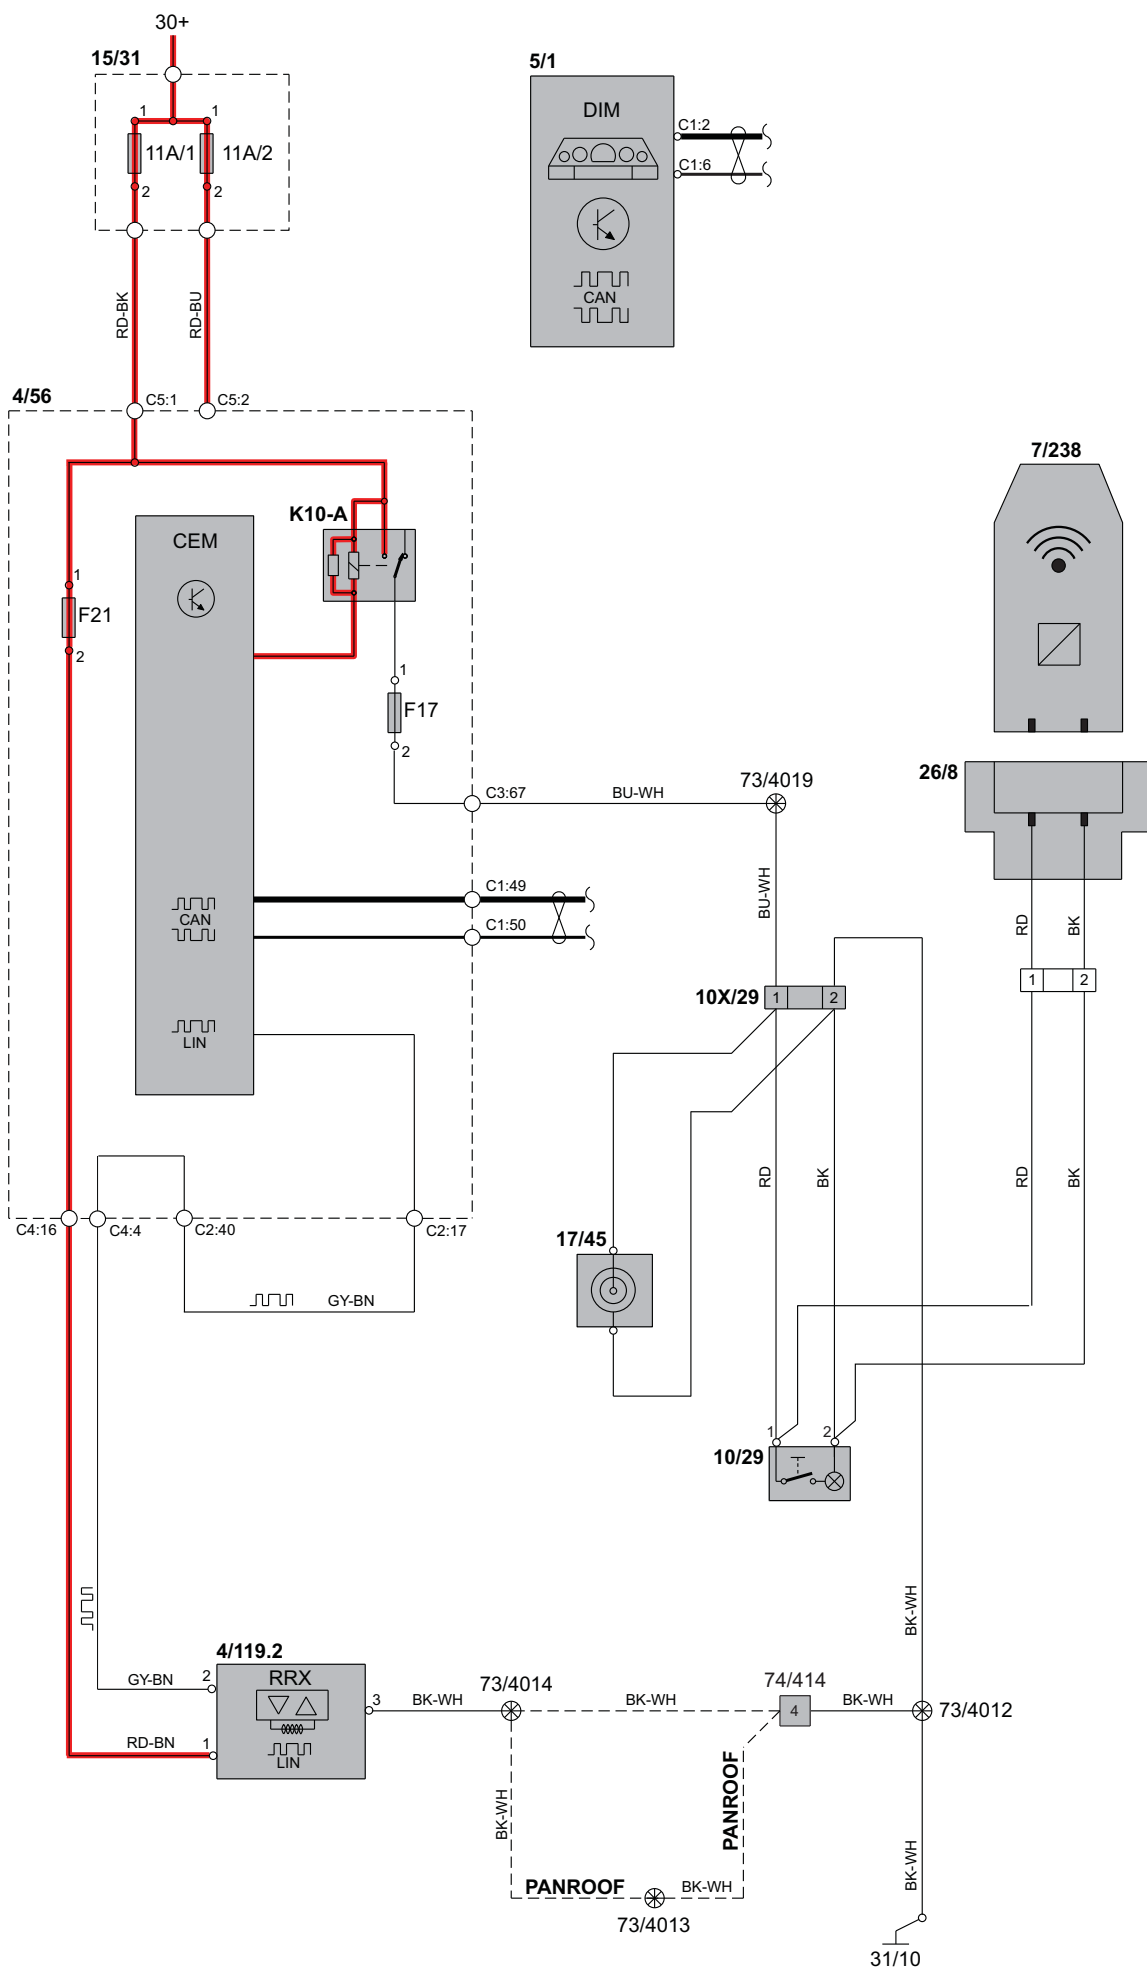 30+
15/31
1
1
11A/1
11A/2
2
2
RD-BK
RD-BU
5/1
DIM
C1:2
C1:6
CAN
4/56
C5:1
C5:2
K10-A
CEM
1
F21
2
1
F17
2
7/238
26/8
C3:67
BU-WH
73/4019
BU-WH
RD
BK
C1:49
CAN
C1:50
1
2
10X/29
1
2
LIN
RD
BK
RD
BK
C4:16
C4:4
C2:40
C2:17
17/45
GY-BN
1
2
10/29
BK-WH
4/119.2
RRX
GY-BN
2
3
BK-WH
73/4014
BK-WH
74/414
4
BK-WH
73/4012
RD-BN
1
LIN
BK-WH
PANROOF
BK-WH
PANROOF
BK-WH
73/4013
31/10